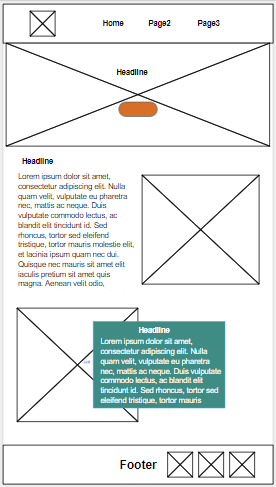 Home Page2 Page3
Headline
Headline
Lorem ipsum dolor sit amet,
consectetur adipiscing elit. Nam
quam velit, vulputate eu pharetra
nec, mattis ac neque. Duis
vulputate commodo lectus, ac
blandit elit tincidunt id. Sed
rhoncus, tortor sed eleifend
tristique, tortor mauris molestie elit,
et lacinia ipsum quam nec dui.
Quisque nec mauris sit amet elit
iaculis pretium sit amet quis
magna. Aenean velit odio,
Headline
Lorem ipsum dolor sit amet,
consectetur adipiscing elit. Nam
quam velit, vulputate eu pharetra
nec, mattis ac neque. Duis vulputate
commodo lectus, ac blandit elit
tincidunt id. Sed rhoncus, tortor sed
eleifend tristique, tortor mauris
Footer